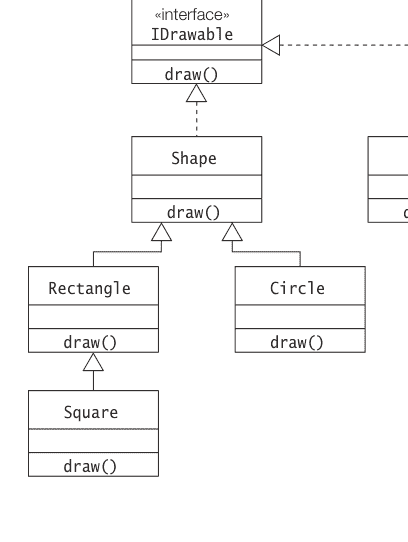 «interface»
IDrawable
draw()
Shape
draw()
Rectangle
draw()
Circle
draw()
Square
draw()